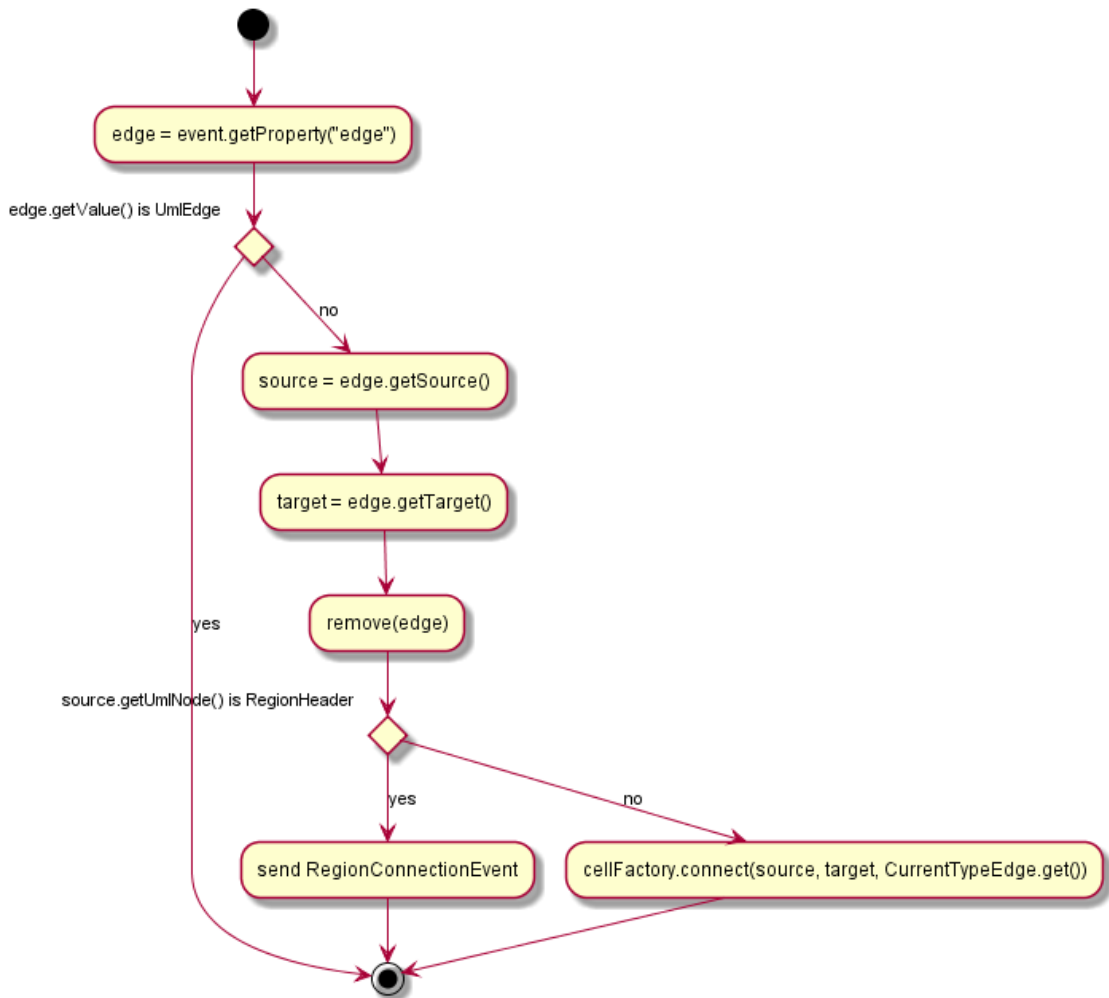 edge = event.getProperty("edge")
edge.getValue() is UmlEdge
no
source = edge.getSource()
target = edge.getTarget()
remove(edge)
yes
source.getUmlNode() is RegionHeader
yes
no
send RegionConnectionEvent
cellFactory.connect(source, target, CurrentTypeEdge.get())